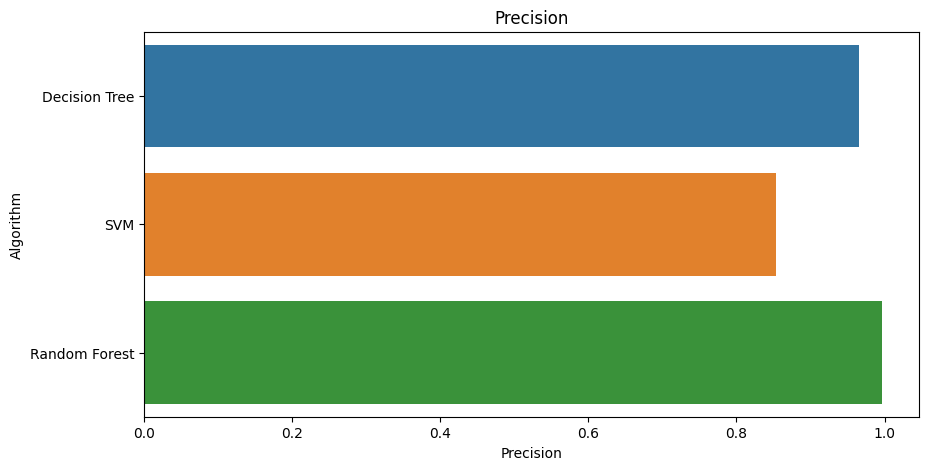 Precision
Decision Tree
SVM
Random Forest
Algorithm
0.0 0.2 0.4 0.6 0.8 1.0
Precision